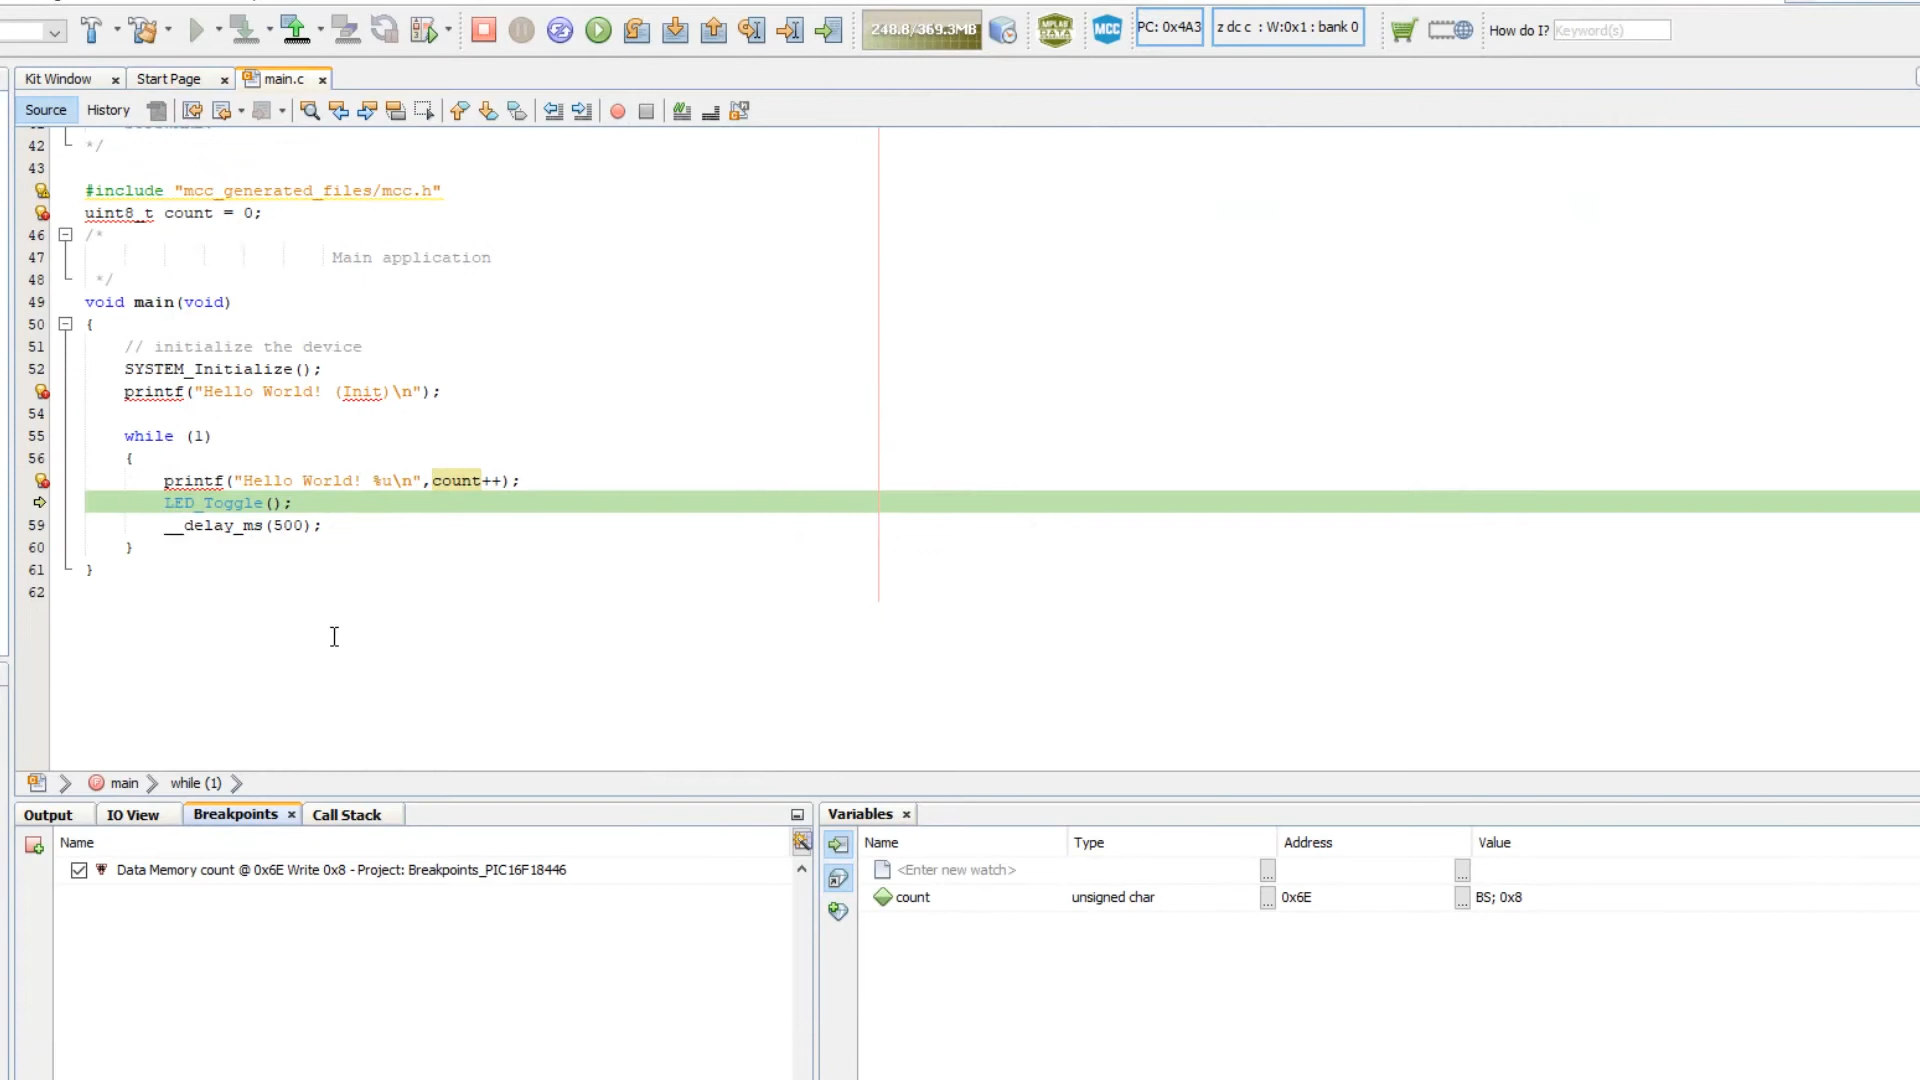 248.8/369.3MB
MPLAB DATA
MCC
PC: 0x4A3
z dc c : W:0x1 : bank 0
How do I?
Keyword(s)
Kit Window
Start Page
main.c
Source
History
42 */
43
#include "mcc_generated_files/mcc.h"
uint8_t count = 0;
46 /*
47 Main application
48 */
49 void main(void)
50 {
51 // initialize the device
52 SYSTEM_Initialize();
printf("Hello World! (Init)\n");
54
55 while (1)
56 {
printf("Hello World! %u\n",count++);
LED_Toggle();
59 __delay_ms(500);
60 }
61 }
62
main
while (1)
Output
IO View
Breakpoints
Call Stack
Name
Data Memory count @ 0x6E Write 0x8 - Project: Breakpoints_PIC16F18446
Variables
Name Type Address Value
<Enter new watch> ... ...
count unsigned char ... 0x6E ... BS; 0x8